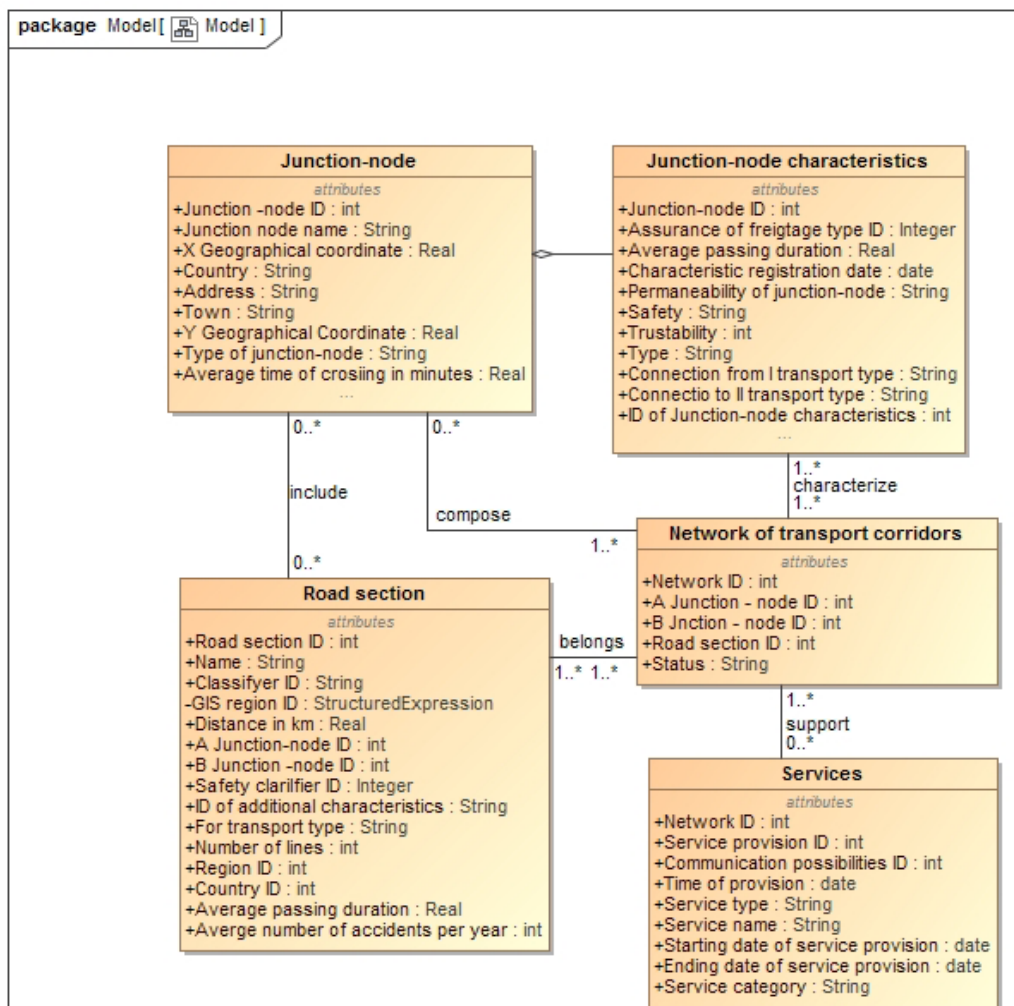 package Model[ Model ]
Junction-node
attributes
+Junction -node ID : int
+Junction node name : String
+X Geographical coordinate : Real
+Country : String
+Address : String
+Town : String
+Y Geographical Coordinate : Real
+Type of junction-node : String
+Average time of crosiing in minutes : Real
...
Junction-node characteristics
attributes
+Junction-node ID : int
+Assurance of freigtage type ID : Integer
+Average passing duration : Real
+Characteristic registration date : date
+Permaneability of junction-node : String
+Safety : String
+Trustability : int
+Type : String
+Connection from I transport type : String
+Connectio to II transport type : String
+ID of Junction-node characteristics : int
...
0..*
include
0..*
0..*
compose
1..*
1..*
characterize
1..*
Network of transport corridors
attributes
+Network ID : int
+A Junction - node ID : int
+B Jnction - node ID : int
+Road section ID : int
+Status : String
Road section
attributes
+Road section ID : int
+Name : String
+Classifyer ID : String
-GIS region ID : StructuredExpression
+Distance in km : Real
+A Junction-node ID : int
+B Junction -node ID : int
+Safety clarilfier ID : Integer
+ID of additional characteristics : String
+For transport type : String
+Number of lines : int
+Region ID : int
+Country ID : int
+Average passing duration : Real
+Averge number of accidents per year : int
belongs
1..* 1..*
1..*
support
0..*
Services
attributes
+Network ID : int
+Service provision ID : int
+Communication possibilities ID : int
+Time of provision : date
+Service type : String
+Service name : String
+Starting date of service provision : date
+Ending date of service provision : date
+Service category : String